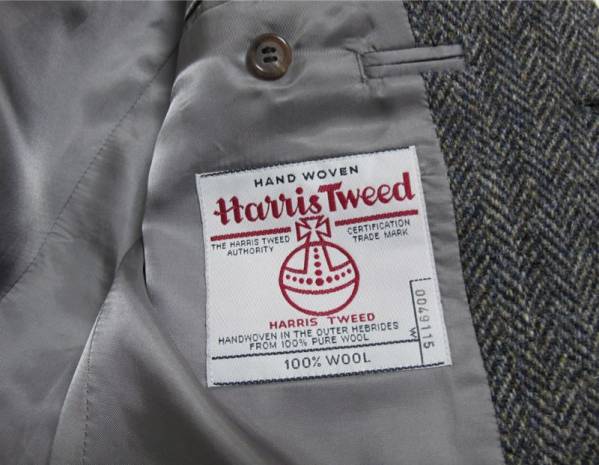 HAND WOVEN
Harris Tweed
THE HARRIS TWEED AUTHORITY
CERTIFICATION TRADE MARK
HARRIS TWEED
HANDWOVEN IN THE OUTER HEBRIDES
FROM 100% PURE WOOL
100% WOOL
W 0049115